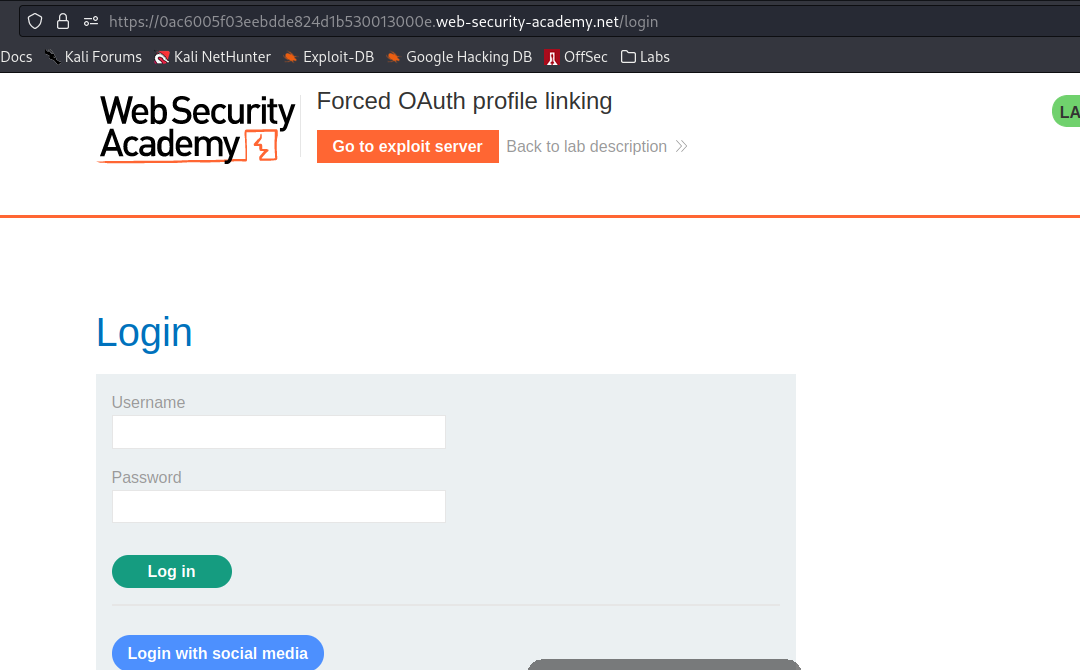 https://0ac6005f03eebdde824d1b530013000e.web-security-academy.net/login
Docs Kali Forums Kali NetHunter Exploit-DB Google Hacking DB OffSec Labs
Web Security
Academy
Forced OAuth profile linking
Go to exploit server Back to lab description
LA
Login
Username
Password
Log in
Login with social media